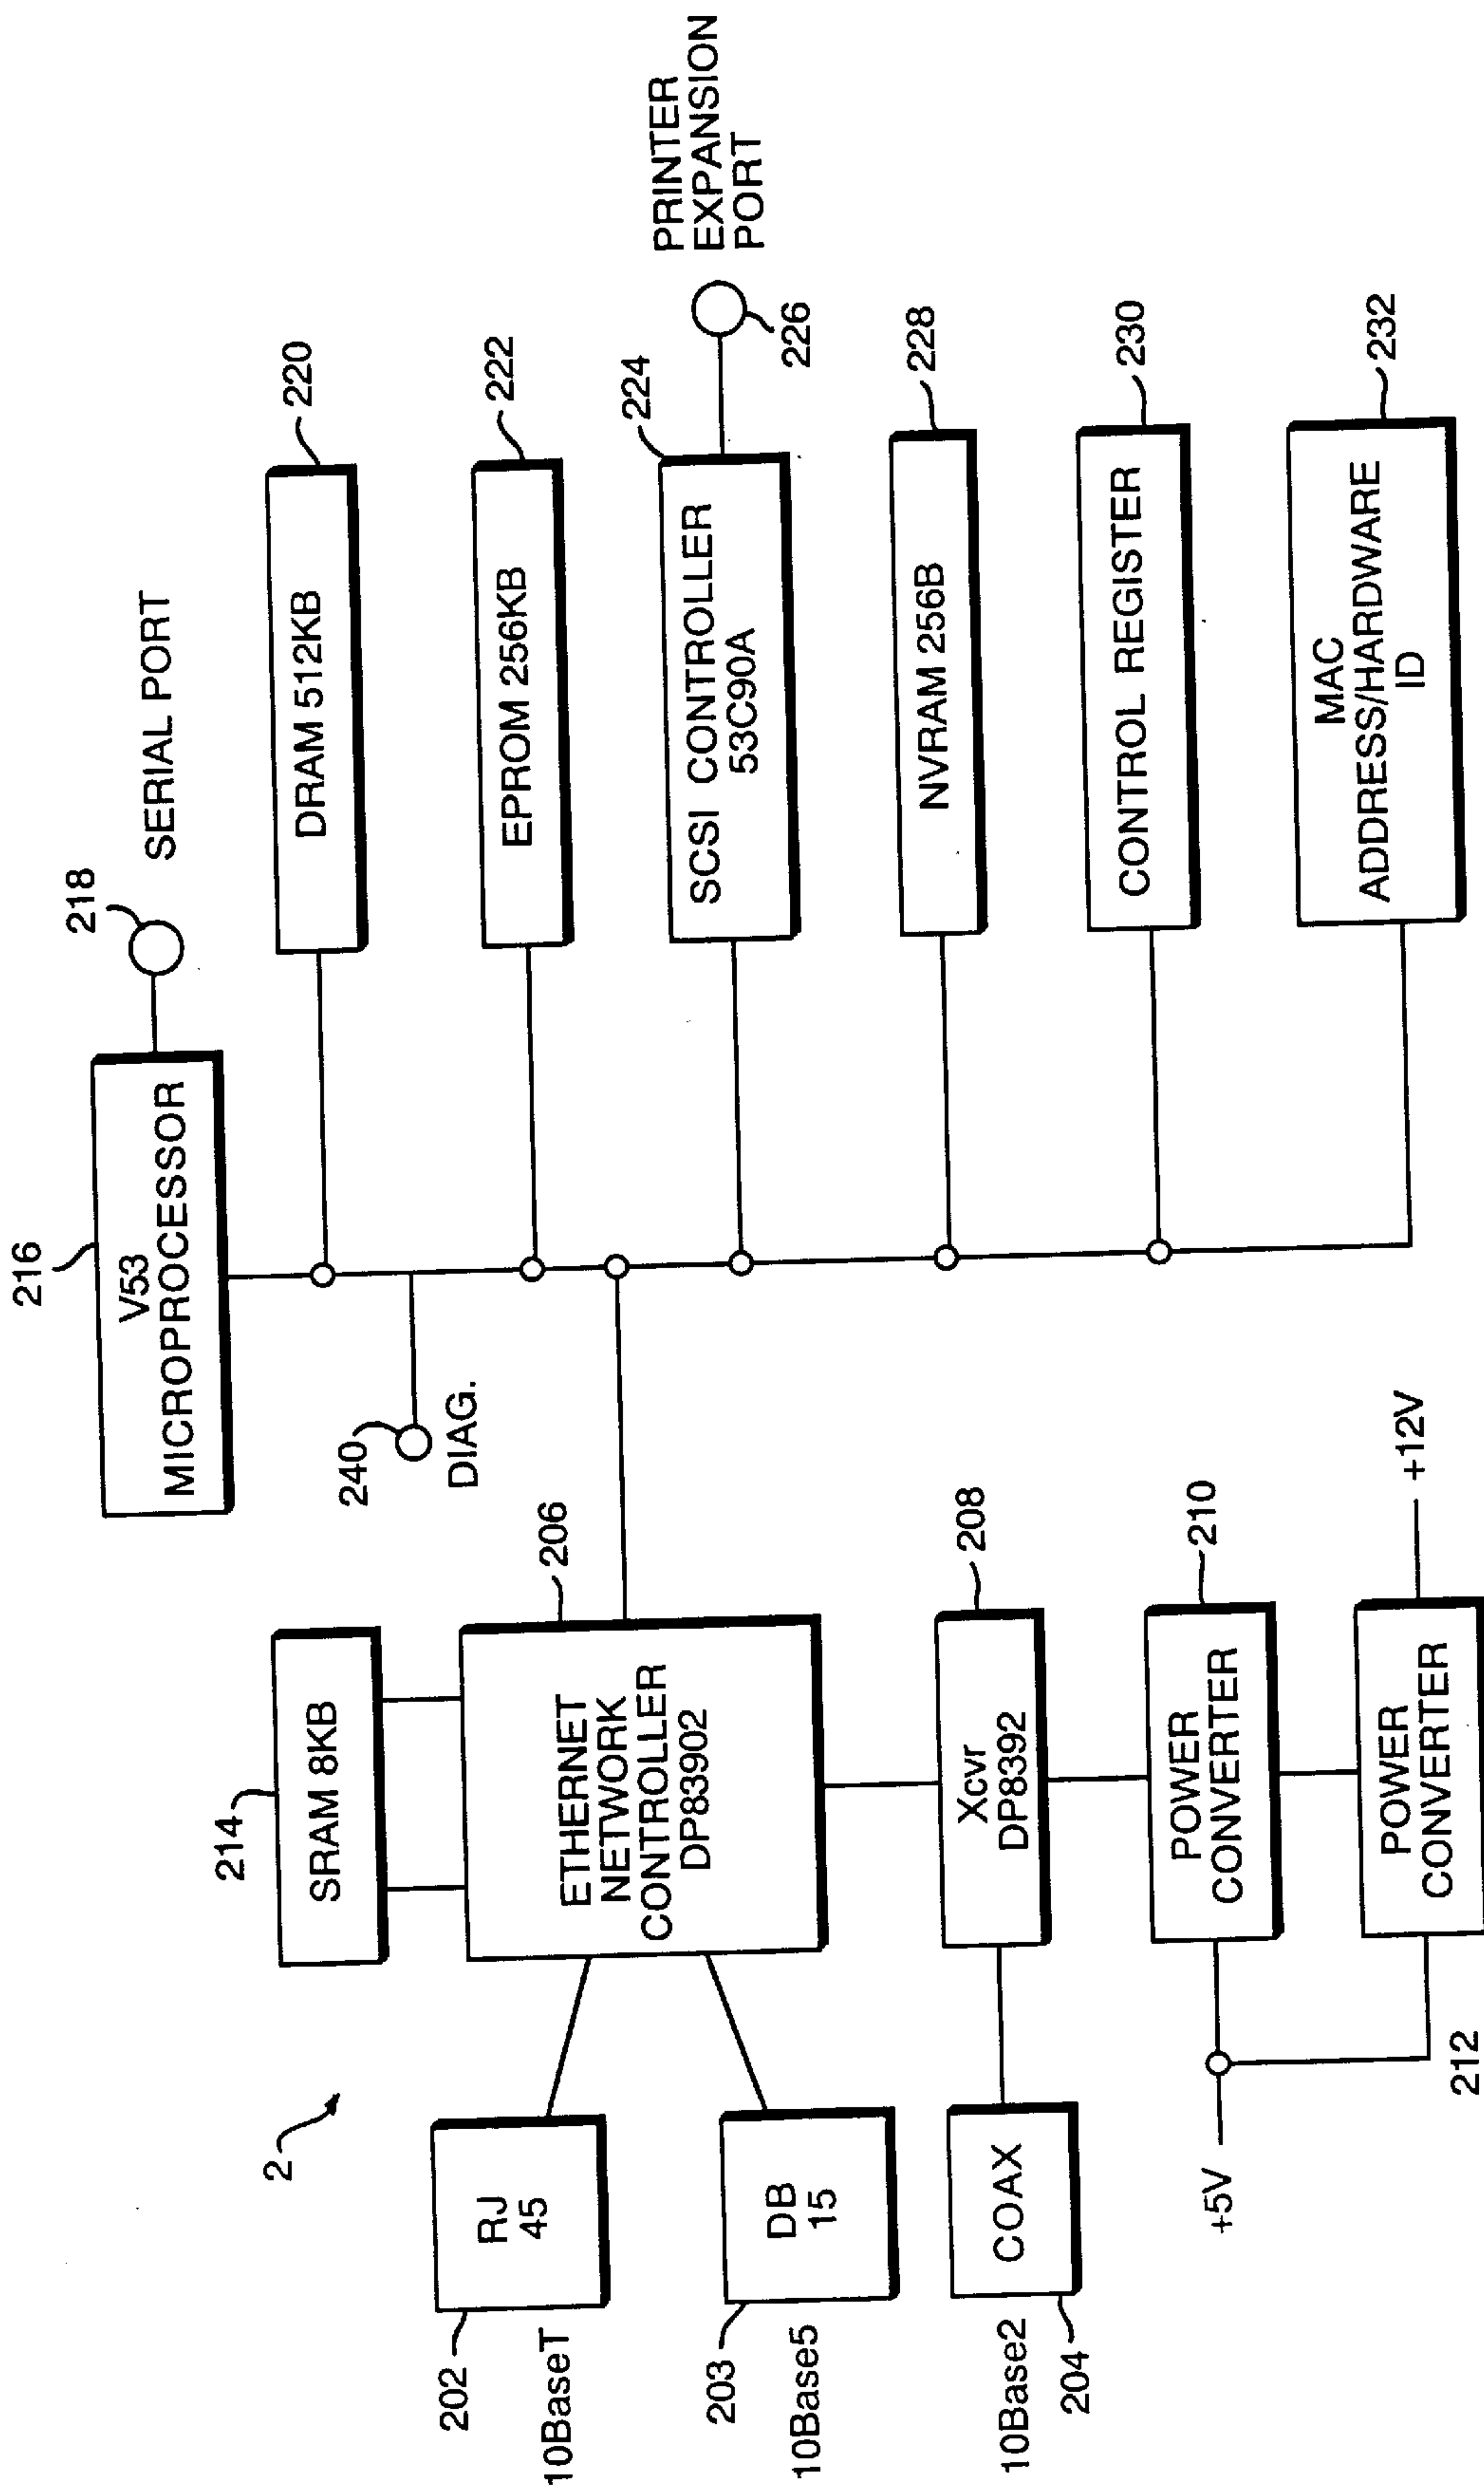 216
V53
MICROPROCESSOR
218
SERIAL PORT
240
DIAG.
220
DRAM 512KB
222
EPROM 256KB
224
SCSI CONTROLLER
53C90A
PRINTER
EXPANSION
PORT
226
228
NVRAM 256B
230
CONTROL REGISTER
232
MAC
ADDRESS/HARDWARE
ID
2
214
SRAM 8KB
206
ETHERNET
NETWORK
CONTROLLER
DP83902
202
RJ
45
10BaseT
203
DB
15
10Base5
204
COAX
10Base2
208
Xcvr
DP8392
210
POWER
CONVERTER
+5V
212
POWER
CONVERTER
+12V